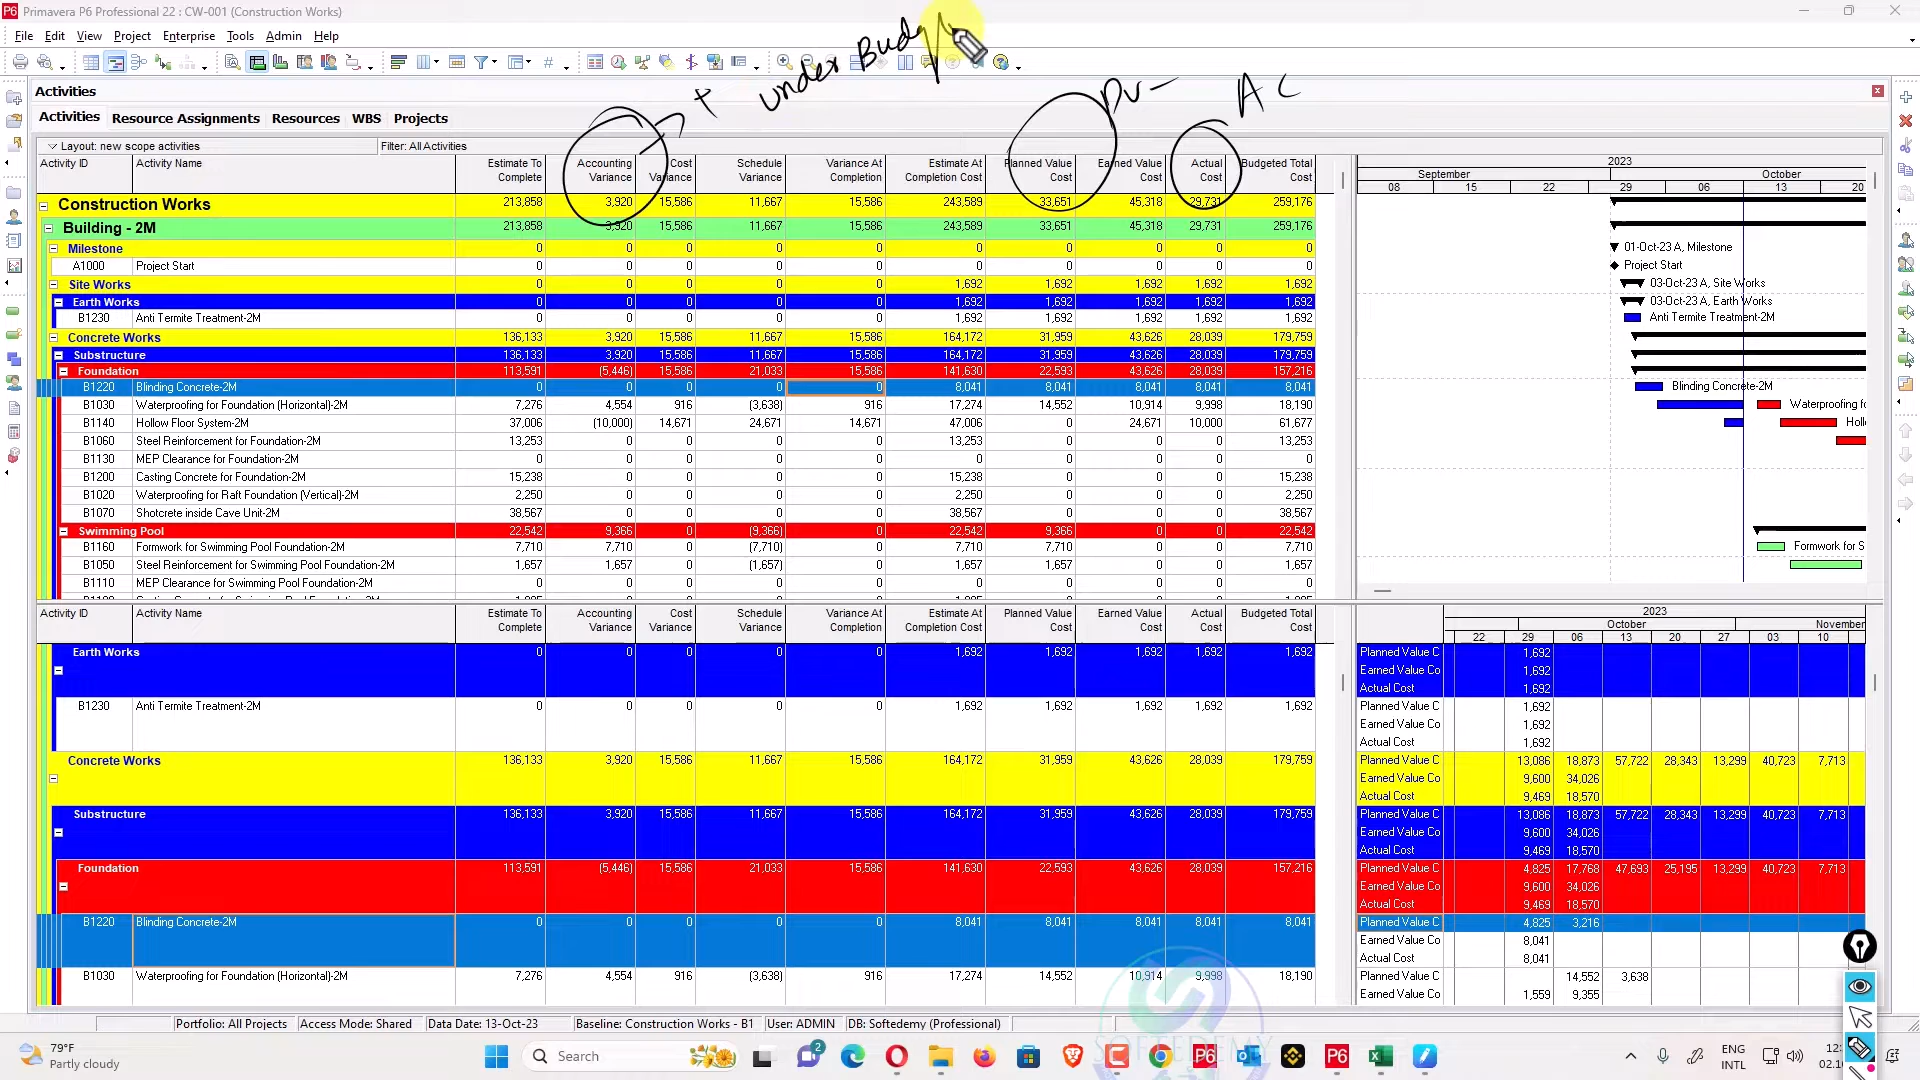 Primavera P6 Professional 22 : CW-001 (Construction Works)
File Edit View Project Enterprise Tools Admin Help
+ under Budg
PV -
AC
Activities
Activities Resource Assignments Resources WBS Projects
Layout: new scope activities Filter: All Activities
Activity ID Activity Name Estimate To Complete Accounting Variance Cost Variance Schedule Variance Variance At Completion Estimate At Completion Cost Planned Value Cost Earned Value Cost Actual Cost Budgeted Total Cost
2023
September October
08 15 22 29 06 13 20
Construction Works 213,858 3,920 15,586 11,667 15,586 243,589 33,651 45,318 29,731 259,176
Building - 2M 213,858 3,920 15,586 11,667 15,586 243,589 33,651 45,318 29,731 259,176
Milestone 0 0 0 0 0 0 0 0 0 0 01-Oct-23 A, Milestone
A1000 Project Start 0 0 0 0 0 0 0 0 0 0 Project Start
Site Works 0 0 0 0 0 1,692 1,692 1,692 1,692 1,692 03-Oct-23 A, Site Works
Earth Works 0 0 0 0 0 1,692 1,692 1,692 1,692 1,692 03-Oct-23 A, Earth Works
B1230 Anti Termite Treatment-2M 0 0 0 0 0 1,692 1,692 1,692 1,692 1,692 Anti Termite Treatment-2M
Concrete Works 136,133 3,920 15,586 11,667 15,586 164,172 31,959 43,626 28,039 179,759
Substructure 136,133 3,920 15,586 11,667 15,586 164,172 31,959 43,626 28,039 179,759
Foundation 113,591 (5,446) 15,586 21,033 15,586 141,630 22,593 43,626 28,039 157,216
B1220 Blinding Concrete-2M 0 0 0 0 0 8,041 8,041 8,041 8,041 8,041 Blinding Concrete-2M
B1030 Waterproofing for Foundation (Horizontal)-2M 7,276 4,554 916 (3,638) 916 17,274 14,552 10,914 9,998 18,190 Waterproofing fo
B1140 Hollow Floor System-2M 37,006 (10,000) 14,671 24,671 14,671 47,006 0 24,671 10,000 61,677 Hollo
B1060 Steel Reinforcement for Foundation-2M 13,253 0 0 0 0 13,253 0 0 0 13,253
B1130 MEP Clearance for Foundation-2M 0 0 0 0 0 0 0 0 0 0
B1200 Casting Concrete for Foundation-2M 15,238 0 0 0 0 15,238 0 0 0 15,238
B1020 Waterproofing for Raft Foundation (Vertical)-2M 2,250 0 0 0 0 2,250 0 0 0 2,250
B1070 Shotcrete inside Cave Unit-2M 38,567 0 0 0 0 38,567 0 0 0 38,567
Swimming Pool 22,542 9,366 0 (9,366) 0 22,542 9,366 0 0 22,542
B1160 Formwork for Swimming Pool Foundation-2M 7,710 7,710 0 (7,710) 0 7,710 7,710 0 0 7,710 Formwork for S
B1050 Steel Reinforcement for Swimming Pool Foundation-2M 1,657 1,657 0 (1,657) 0 1,657 1,657 0 0 1,657
B1110 MEP Clearance for Swimming Pool Foundation-2M 0 0 0 0 0 0 0 0 0 0
Activity ID Activity Name Estimate To Complete Accounting Variance Cost Variance Schedule Variance Variance At Completion Estimate At Completion Cost Planned Value Cost Earned Value Cost Actual Cost Budgeted Total Cost
2023
October November
22 29 06 13 20 27 03 10
Earth Works 0 0 0 0 0 1,692 1,692 1,692 1,692 1,692 Planned Value C 1,692
Earned Value Co 1,692
Actual Cost 1,692
B1230 Anti Termite Treatment-2M 0 0 0 0 0 1,692 1,692 1,692 1,692 1,692 Planned Value C 1,692
Earned Value Co 1,692
Actual Cost 1,692
Concrete Works 136,133 3,920 15,586 11,667 15,586 164,172 31,959 43,626 28,039 179,759 Planned Value C 13,086 18,873 57,722 28,343 13,299 40,723 7,713
Earned Value Co 9,600 34,026
Actual Cost 9,469 18,570
Substructure 136,133 3,920 15,586 11,667 15,586 164,172 31,959 43,626 28,039 179,759 Planned Value C 13,086 18,873 57,722 28,343 13,299 40,723 7,713
Earned Value Co 9,600 34,026
Actual Cost 9,469 18,570
Foundation 113,591 (5,446) 15,586 21,033 15,586 141,630 22,593 43,626 28,039 157,216 Planned Value C 4,825 17,768 47,693 25,195 13,299 40,723 7,713
Earned Value Co 9,600 34,026
Actual Cost 9,469 18,570
B1220 Blinding Concrete-2M 0 0 0 0 0 8,041 8,041 8,041 8,041 8,041 Planned Value C 4,825 3,216
Earned Value Co 8,041
Actual Cost 8,041
B1030 Waterproofing for Foundation (Horizontal)-2M 7,276 4,554 916 (3,638) 916 17,274 14,552 10,914 9,998 18,190 Planned Value C 14,552 3,638
Earned Value Co 1,559 9,355
Portfolio: All Projects Access Mode: Shared Data Date: 13-Oct-23 Baseline: Construction Works - B1 User: ADMIN DB: Softedemy (Professional)
SOFTEDEMY
79°F
Partly cloudy
Search
2
ENG
INTL